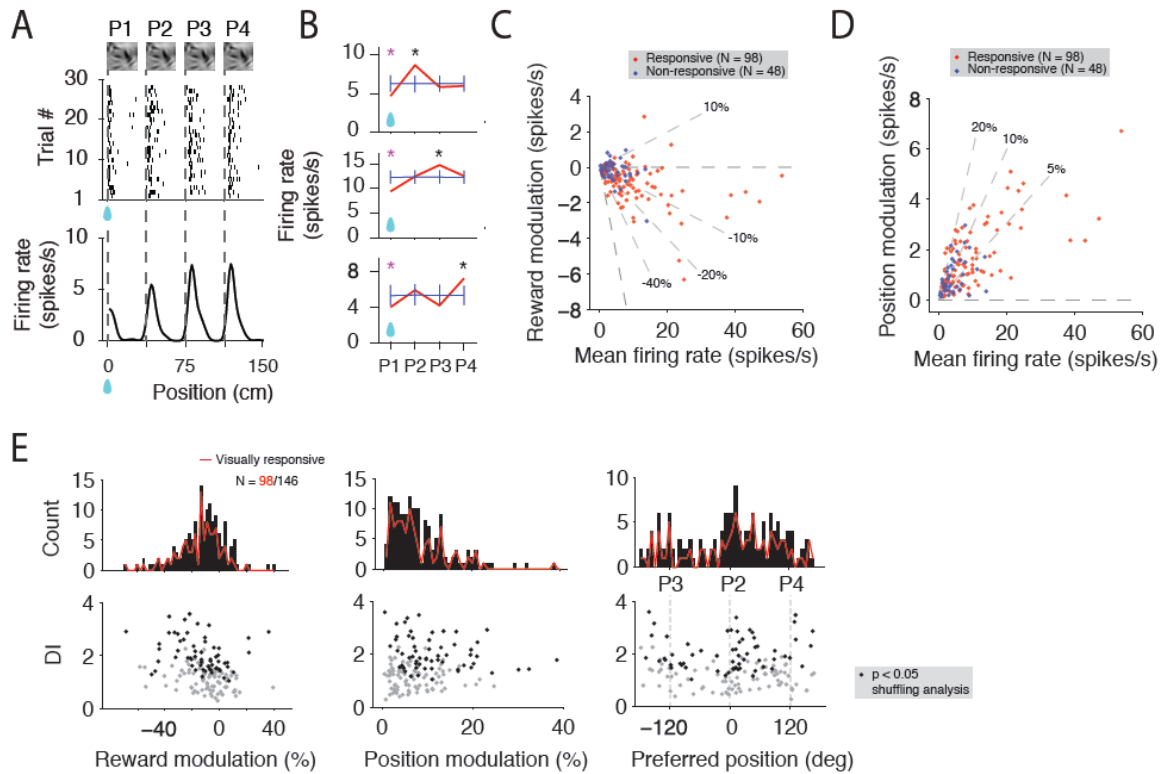 A
P1 P2 P3 P4
Trial #
30
20
10
1
Firing rate
(spikes/s)
10
5
0
0 75 150
Position (cm)
B
Firing rate
(spikes/s)
10
5
0
* *
15
10
5
0
* *
8
4
0
* *
P1 P2 P3 P4
C
Responsive (N = 98)
Non-responsive (N = 48)
Reward modulation (spikes/s)
4
2
0
−2
−4
−6
−8
10%
-10%
-20%
-40%
0 20 40 60
Mean firing rate (spikes/s)
D
Responsive (N = 98)
Non-responsive (N = 48)
Position modulation (spikes/s)
8
6
4
2
0
20%
10%
5%
0 20 40 60
Mean firing rate (spikes/s)
E
Visually responsive
N = 98/146
Count
15
10
5
0
15
10
5
0
10
5
0
P3 P2 P4
DI
4
2
0
−40 0 40
Reward modulation (%)
4
2
0
0 20 40
Position modulation (%)
4
2
0
−120 0 120
Preferred position (deg)
p < 0.05
shuffling analysis